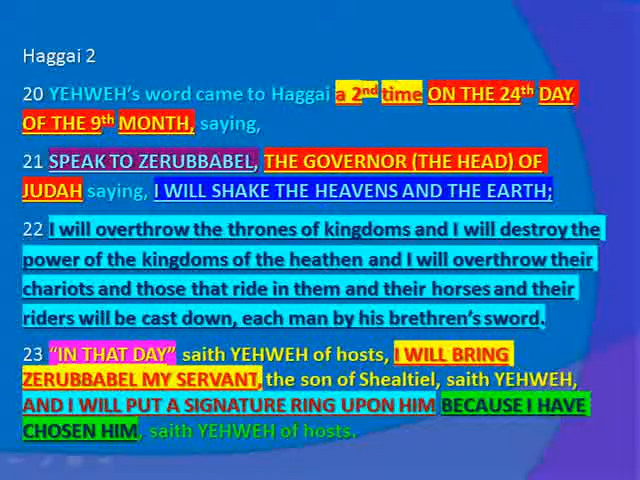 Haggai 2
20 YEHWEH's word came to Haggai a 2nd time ON THE 24th DAY
OF THE 9th MONTH, saying,
21 SPEAK TO ZERUBBABEL, THE GOVERNOR (THE HEAD) OF
JUDAH saying, I WILL SHAKE THE HEAVENS AND THE EARTH;
22 I will overthrow the thrones of kingdoms and I will destroy the
power of the kingdoms of the heathen and I will overthrow their
chariots and those that ride in them and their horses and their
riders will be cast down, each man by his brethren's sword.
23 "IN THAT DAY" saith YEHWEH of hosts, I WILL BRING
ZERUBBABEL MY SERVANT, the son of Shealtiel, saith YEHWEH,
AND I WILL PUT A SIGNATURE RING UPON HIM BECAUSE I HAVE
CHOSEN HIM, saith YEHWEH of hosts.